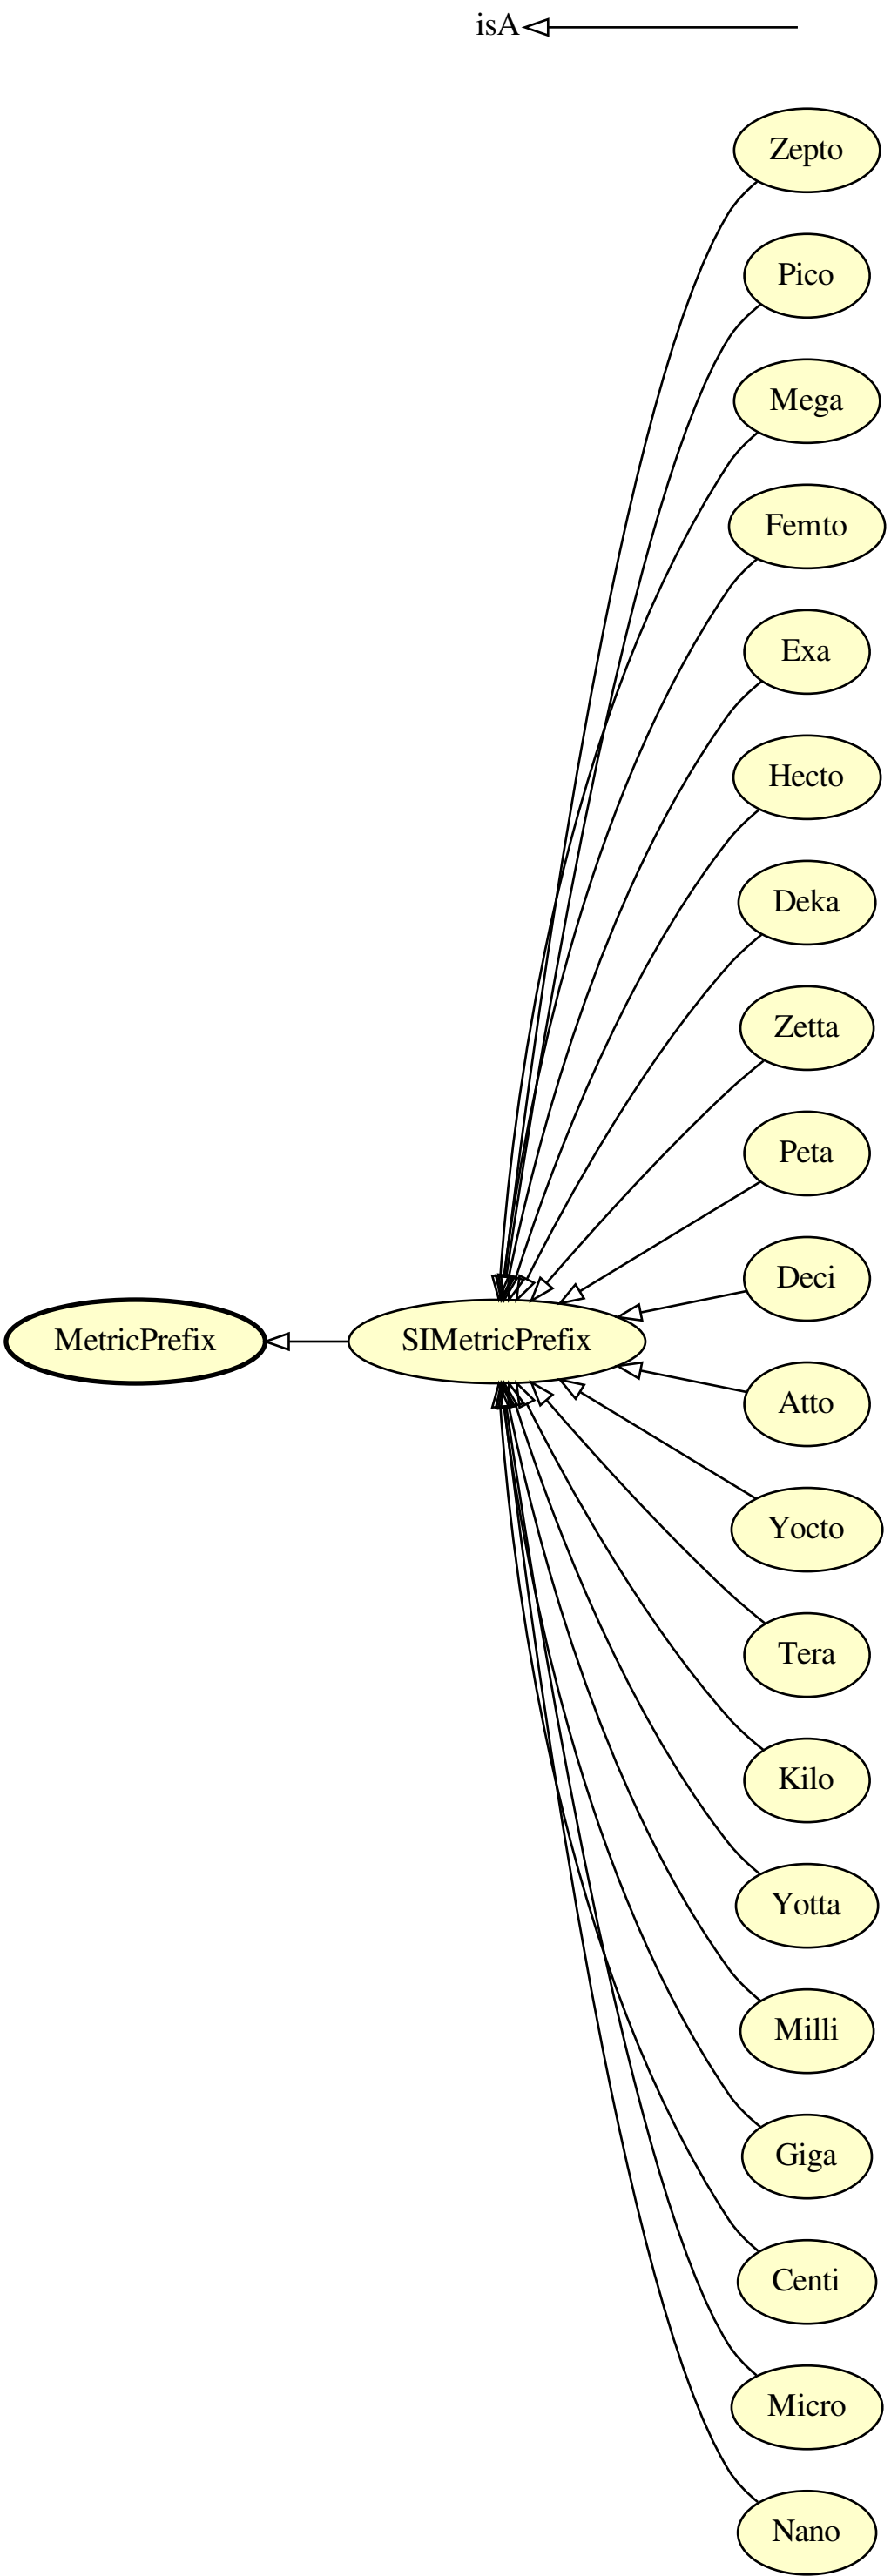 isA
Zepto
Pico
Mega
Femto
Exa
Hecto
Deka
Zetta
Peta
Deci
MetricPrefix
SIMetricPrefix
Atto
Yocto
Tera
Kilo
Yotta
Milli
Giga
Centi
Micro
Nano